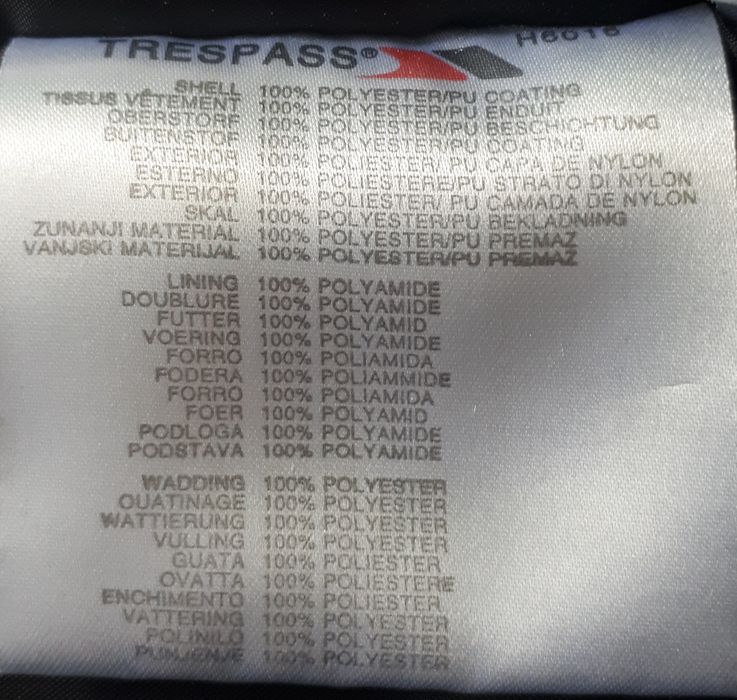 TRESPASS®
SHELL 100% POLYESTER/PU COATING
TISSUS VÊTEMENT 100% POLYESTER/PU ENDUIT
OBERSTORF 100% POLYESTER/PU BESCHICHTUNG
BUITENSTOF 100% POLYESTER/PU COATING
EXTERIOR 100% POLIESTER/ PU CAPA DE NYLON
ESTERNO 100% POLIESTERE/PU STRATO DI NYLON
EXTERIOR 100% POLIESTER/ PU CAMADA DE NYLON
SKAL 100% POLYESTER/PU BEKLADNING
ZUNANJI MATERIAL 100% POLYESTER/PU PREMAZ
VANJSKI MATERIJAL 100% POLYESTER/PU PREMAZ
LINING 100% POLYAMIDE
DOUBLURE 100% POLYAMIDE
FUTTER 100% POLYAMID
VOERING 100% POLYAMIDE
FORRO 100% POLIAMIDA
FODERA 100% POLIAMMIDE
FORRO 100% POLIAMIDA
FOER 100% POLYAMID
PODLOGA 100% POLYAMIDE
PODSTAVA 100% POLYAMIDE
WADDING 100% POLYESTER
OUATINAGE 100% POLYESTER
WATTIERUNG 100% POLYESTER
VULLING 100% POLYESTER
GUATA 100% POLIESTER
OVATTA 100% POLIESTERE
ENCHIMENTO 100% POLIESTER
VATTERING 100% POLYESTER
POLINILO 100% POLYESTER
PUNJENJE 100% POLYESTER